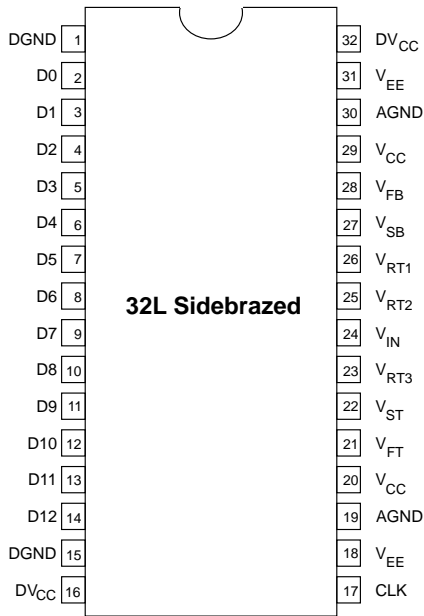 DGND 1 32 DVCC
D0 2 31 VEE
D1 3 30 AGND
D2 4 29 VCC
D3 5 28 VFB
D4 6 27 VSB
D5 7 26 VRT1
D6 8 25 VRT2
32L Sidebrazed
D7 9 24 VIN
D8 10 23 VRT3
D9 11 22 VST
D10 12 21 VFT
D11 13 20 VCC
D12 14 19 AGND
DGND 15 18 VEE
DVCC 16 17 CLK